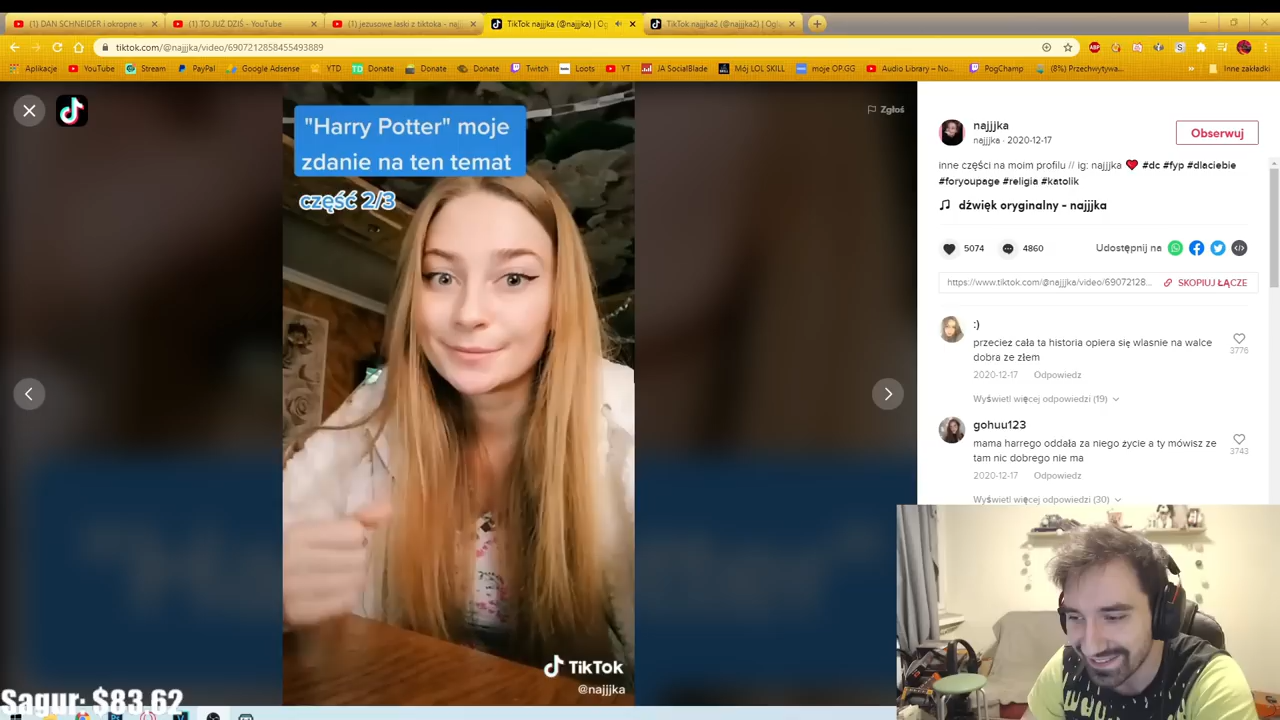 (1) DAN SCHNEIDER i okropne
(1) TO JUŻ DZIŚ - YouTube
(1) jezusowe laski z tiktoka - najjj
TikTok najjjka (@najjjka) | Og
TikTok najjjka2 (@najjjka2) | Oglą
tiktok.com/@najjjka/video/6907212858455493889
Aplikacje YouTube Stream PayPal Google Adsense YTD Donate Donate Donate Twitch Loots YT JA SocialBlade Mój LOL SKILL moje OP.GG Audio Library – No... PogChamp (8%) Przechwytywa... » Inne zakładki
Zgłoś
"Harry Potter" moje
zdanie na ten temat
część 2/3
TikTok
@najjjka
najjjka
najjjka · 2020-12-17
Obserwuj
inne części na moim profilu // ig: najjjka ❤️ #dc #fyp #dlaciebie
#foryoupage #religia #katolik
dźwięk oryginalny - najjjka
5074 4860 Udostępnij na
https://www.tiktok.com/@najjjka/video/69072128... SKOPIUJ ŁĄCZE
:)
przecież cała ta historia opiera się wlasnie na walce
dobra ze złem
3776
2020-12-17 Odpowiedz
Wyświetl więcej odpowiedzi (19)
gohuu123
mama harrego oddała za niego życie a ty mówisz ze
tam nic dobrego nie ma
3743
2020-12-17 Odpowiedz
Wyświetl więcej odpowiedzi (30)
Sagur: $83.62